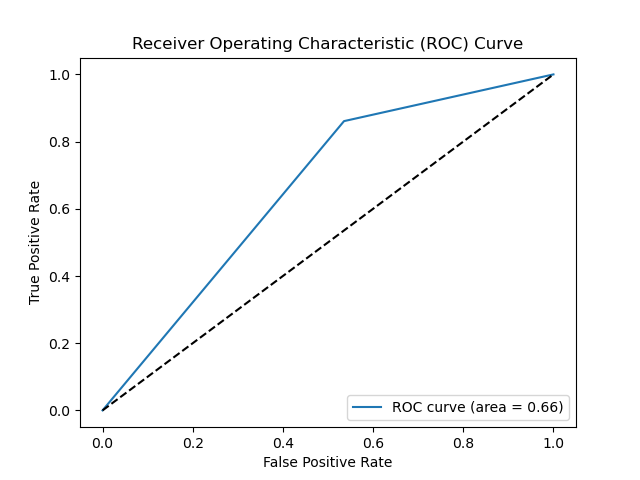 Receiver Operating Characteristic (ROC) Curve
1.0
0.8
0.6
0.4
0.2
0.0
True Positive Rate
ROC curve (area = 0.66)
0.0 0.2 0.4 0.6 0.8 1.0
False Positive Rate